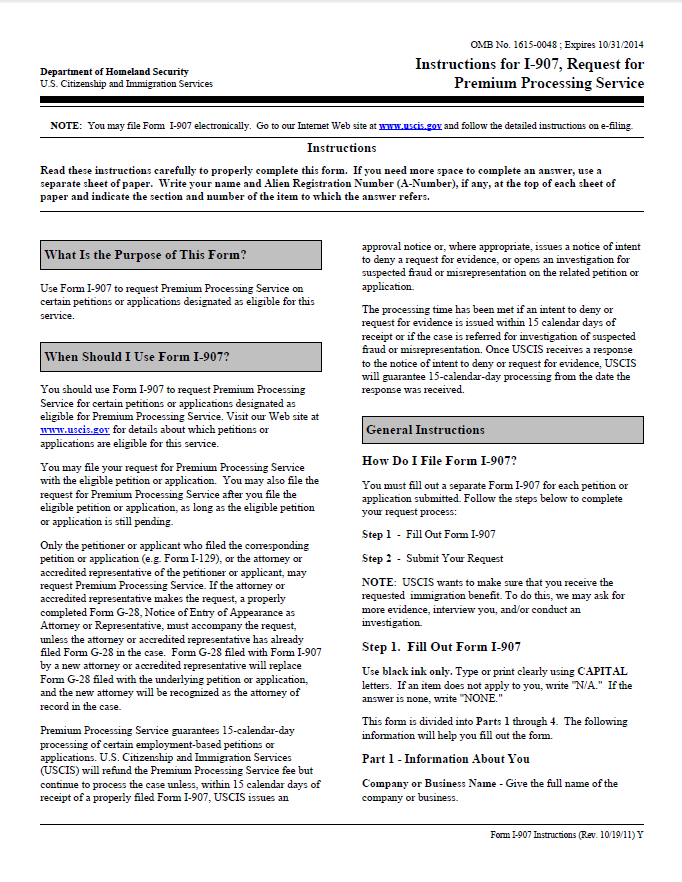 OMB No. 1615-0048 ; Expires 10/31/2014
Department of Homeland Security
U.S. Citizenship and Immigration Services
Instructions for I-907, Request for
Premium Processing Service
NOTE: You may file Form I-907 electronically. Go to our Internet Web site at www.uscis.gov and follow the detailed instructions on e-filing.
Instructions
Read these instructions carefully to properly complete this form. If you need more space to complete an answer, use a
separate sheet of paper. Write your name and Alien Registration Number (A-Number), if any, at the top of each sheet of
paper and indicate the section and number of the item to which the answer refers.
What Is the Purpose of This Form?
Use Form I-907 to request Premium Processing Service on
certain petitions or applications designated as eligible for this
service.
When Should I Use Form I-907?
You should use Form I-907 to request Premium Processing
Service for certain petitions or applications designated as
eligible for Premium Processing Service. Visit our Web site at
www.uscis.gov for details about which petitions or
applications are eligible for this service.
You may file your request for Premium Processing Service
with the eligible petition or application. You may also file the
request for Premium Processing Service after you file the
eligible petition or application, as long as the eligible petition
or application is still pending.
Only the petitioner or applicant who filed the corresponding
petition or application (e.g. Form I-129), or the attorney or
accredited representative of the petitioner or applicant, may
request Premium Processing Service. If the attorney or
accredited representative makes the request, a properly
completed Form G-28, Notice of Entry of Appearance as
Attorney or Representative, must accompany the request,
unless the attorney or accredited representative has already
filed Form G-28 in the case. Form G-28 filed with Form I-907
by a new attorney or accredited representative will replace
Form G-28 filed with the underlying petition or application,
and the new attorney will be recognized as the attorney of
record in the case.
Premium Processing Service guarantees 15-calendar-day
processing of certain employment-based petitions or
applications. U.S. Citizenship and Immigration Services
(USCIS) will refund the Premium Processing Service fee but
continue to process the case unless, within 15 calendar days of
receipt of a properly filed Form I-907, USCIS issues an
approval notice or, where appropriate, issues a notice of intent
to deny a request for evidence, or opens an investigation for
suspected fraud or misrepresentation on the related petition or
application.
The processing time has been met if an intent to deny or
request for evidence is issued within 15 calendar days of
receipt or if the case is referred for investigation of suspected
fraud or misrepresentation. Once USCIS receives a response
to the notice of intent to deny or request for evidence, USCIS
will guarantee 15-calendar-day processing from the date the
response was received.
General Instructions
How Do I File Form I-907?
You must fill out a separate Form I-907 for each petition or
application submitted. Follow the steps below to complete
your request process:
Step 1 - Fill Out Form I-907
Step 2 - Submit Your Request
NOTE: USCIS wants to make sure that you receive the
requested immigration benefit. To do this, we may ask for
more evidence, interview you, and/or conduct an
investigation.
Step 1. Fill Out Form I-907
Use black ink only. Type or print clearly using CAPITAL
letters. If an item does not apply to you, write "N/A." If the
answer is none, write "NONE."
This form is divided into Parts 1 through 4. The following
information will help you fill out the form.
Part 1 - Information About You
Company or Business Name - Give the full name of the
company or business.
Form I-907 Instructions (Rev. 10/19/11) Y